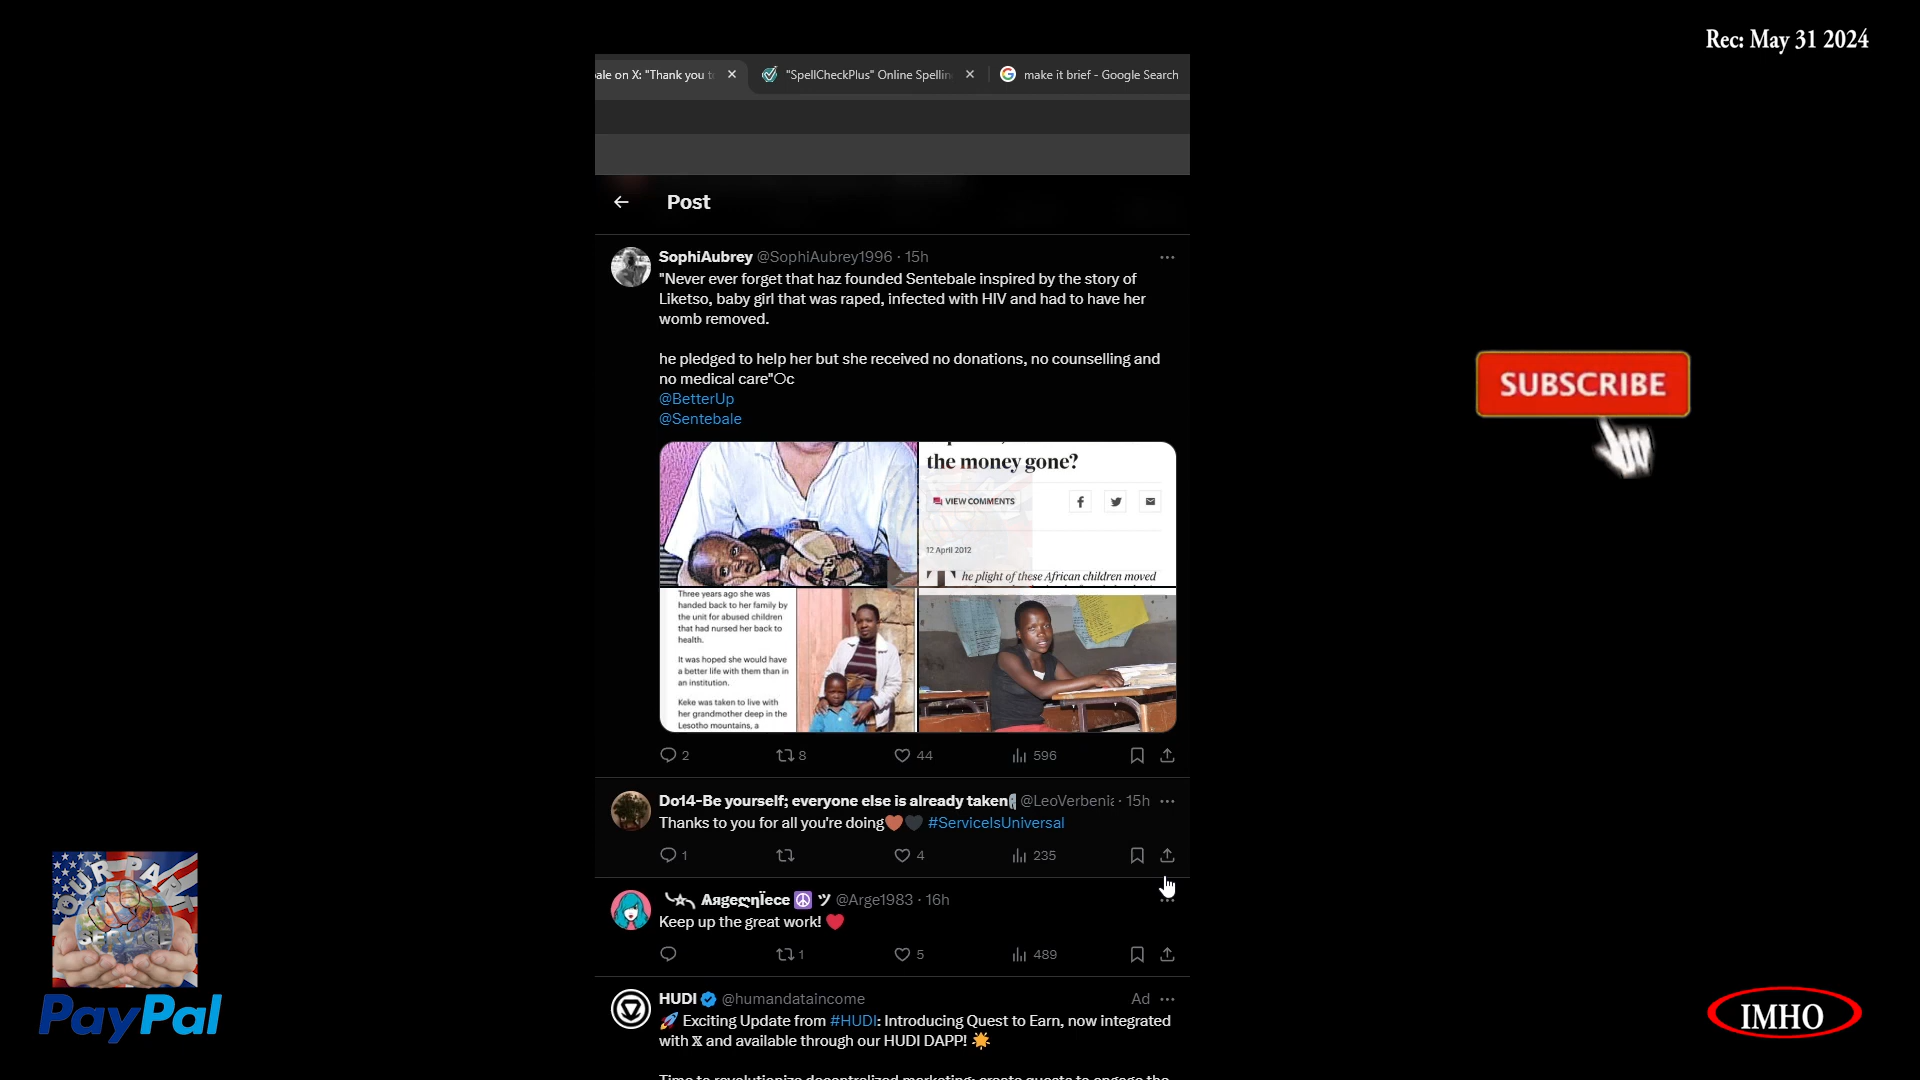 Rec: May 31 2024
ale on X: "Thank you t
"SpellCheckPlus" Online Spellin
make it brief - Google Search
Post
SophiAubrey @SophiAubrey1996 · 15h
"Never ever forget that haz founded Sentebale inspired by the story of
Liketso, baby girl that was raped, infected with HIV and had to have her
womb removed.
he pledged to help her but she received no donations, no counselling and
no medical care"Oc
@BetterUp
@Sentebale
the money gone?
VIEW COMMENTS
12 April 2012
he plight of these African children moved
Three years ago she was
handed back to her family by
the unit for abused children
that had nursed her back to
health.
It was hoped she would have
a better life with them than in
an institution.
Keke was taken to live with
her grandmother deep in the
Lesotho mountains, a
2 8 44 596
Do14-Be yourself; everyone else is already taken @LeoVerbenia · 15h
Thanks to you for all you're doing🤎🖤 #ServiceIsUniversal
1 4 235
AяgeღηÏece ☮ ツ @Arge1983 · 16h
Keep up the great work! ❤️
1 5 489
HUDI @humandataincome Ad
🚀 Exciting Update from #HUDI: Introducing Quest to Earn, now integrated
with X and available through our HUDI DAPP! 🌟
SUBSCRIBE
OUR PART
SERVICE
PayPal
IMHO